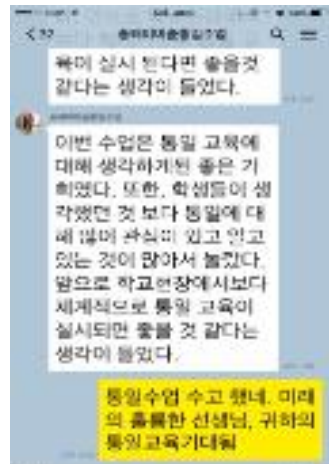 육이 실시 된다면 좋을것
같다는 생각이 들었다.
이번 수업은 통일 교육에
대해 생각하게된 좋은 기
회였다. 또한, 학생들이 생
각했던 것 보다 통일에 대
해 많이 관심이 있고 알고
있는 것이 많아서 놀랐다.
앞으로 학교현장에서보다
체계적으로 통일 교육이
실시되면 좋을 것 같다는
생각이 들었다.
통일수업 수고 했네. 미래
의 훌륭한 선생님, 귀하의
통일교육기대됨